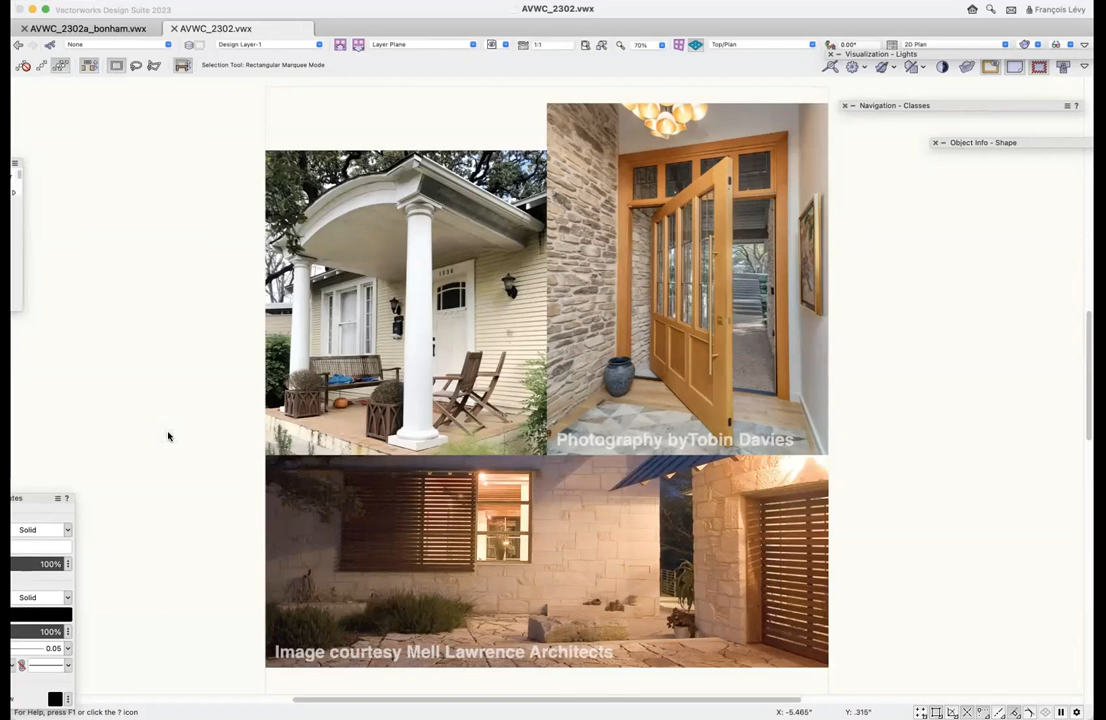 Vectorworks Design Suite 2023
AVWC_2302.vwx
François Lévy
AVWC_2302a_bonham.vwx
AVWC_2302.vwx
None
Design Layer-1
Layer Plane
1:1
70%
Top/Plan
0.00°
2D Plan
Visualization - Lights
Selection Tool: Rectangular Marquee Mode
Navigation - Classes
Object Info - Shape
Photography byTobin Davies
Image courtesy Mell Lawrence Architects
utes
Solid
100%
Solid
100%
0.05
For Help, press F1 or click the ? icon
X: -5.465"
Y: .315"